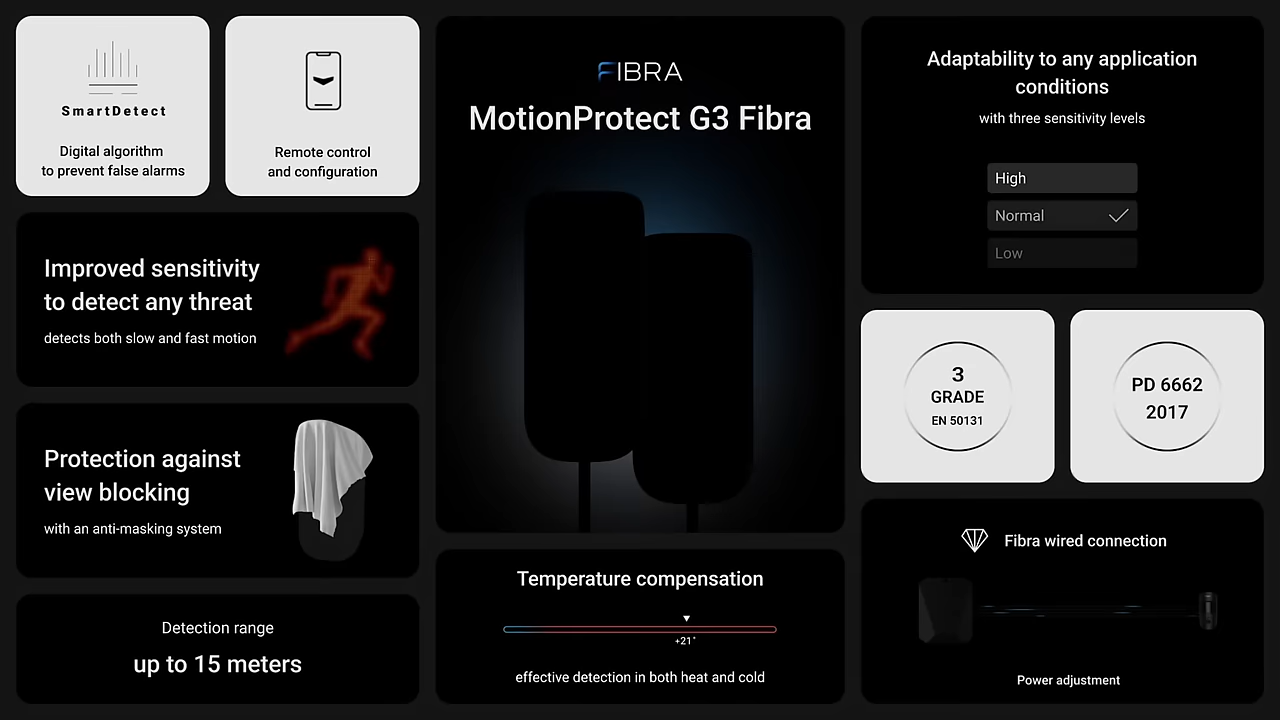 SmartDetect
Digital algorithm
to prevent false alarms
Remote control
and configuration
Improved sensitivity
to detect any threat
detects both slow and fast motion
Protection against
view blocking
with an anti-masking system
Detection range
up to 15 meters
FIBRA
MotionProtect G3 Fibra
Temperature compensation
+21°
effective detection in both heat and cold
Adaptability to any application
conditions
with three sensitivity levels
High
Normal
Low
3
GRADE
EN 50131
PD 6662
2017
Fibra wired connection
Power adjustment